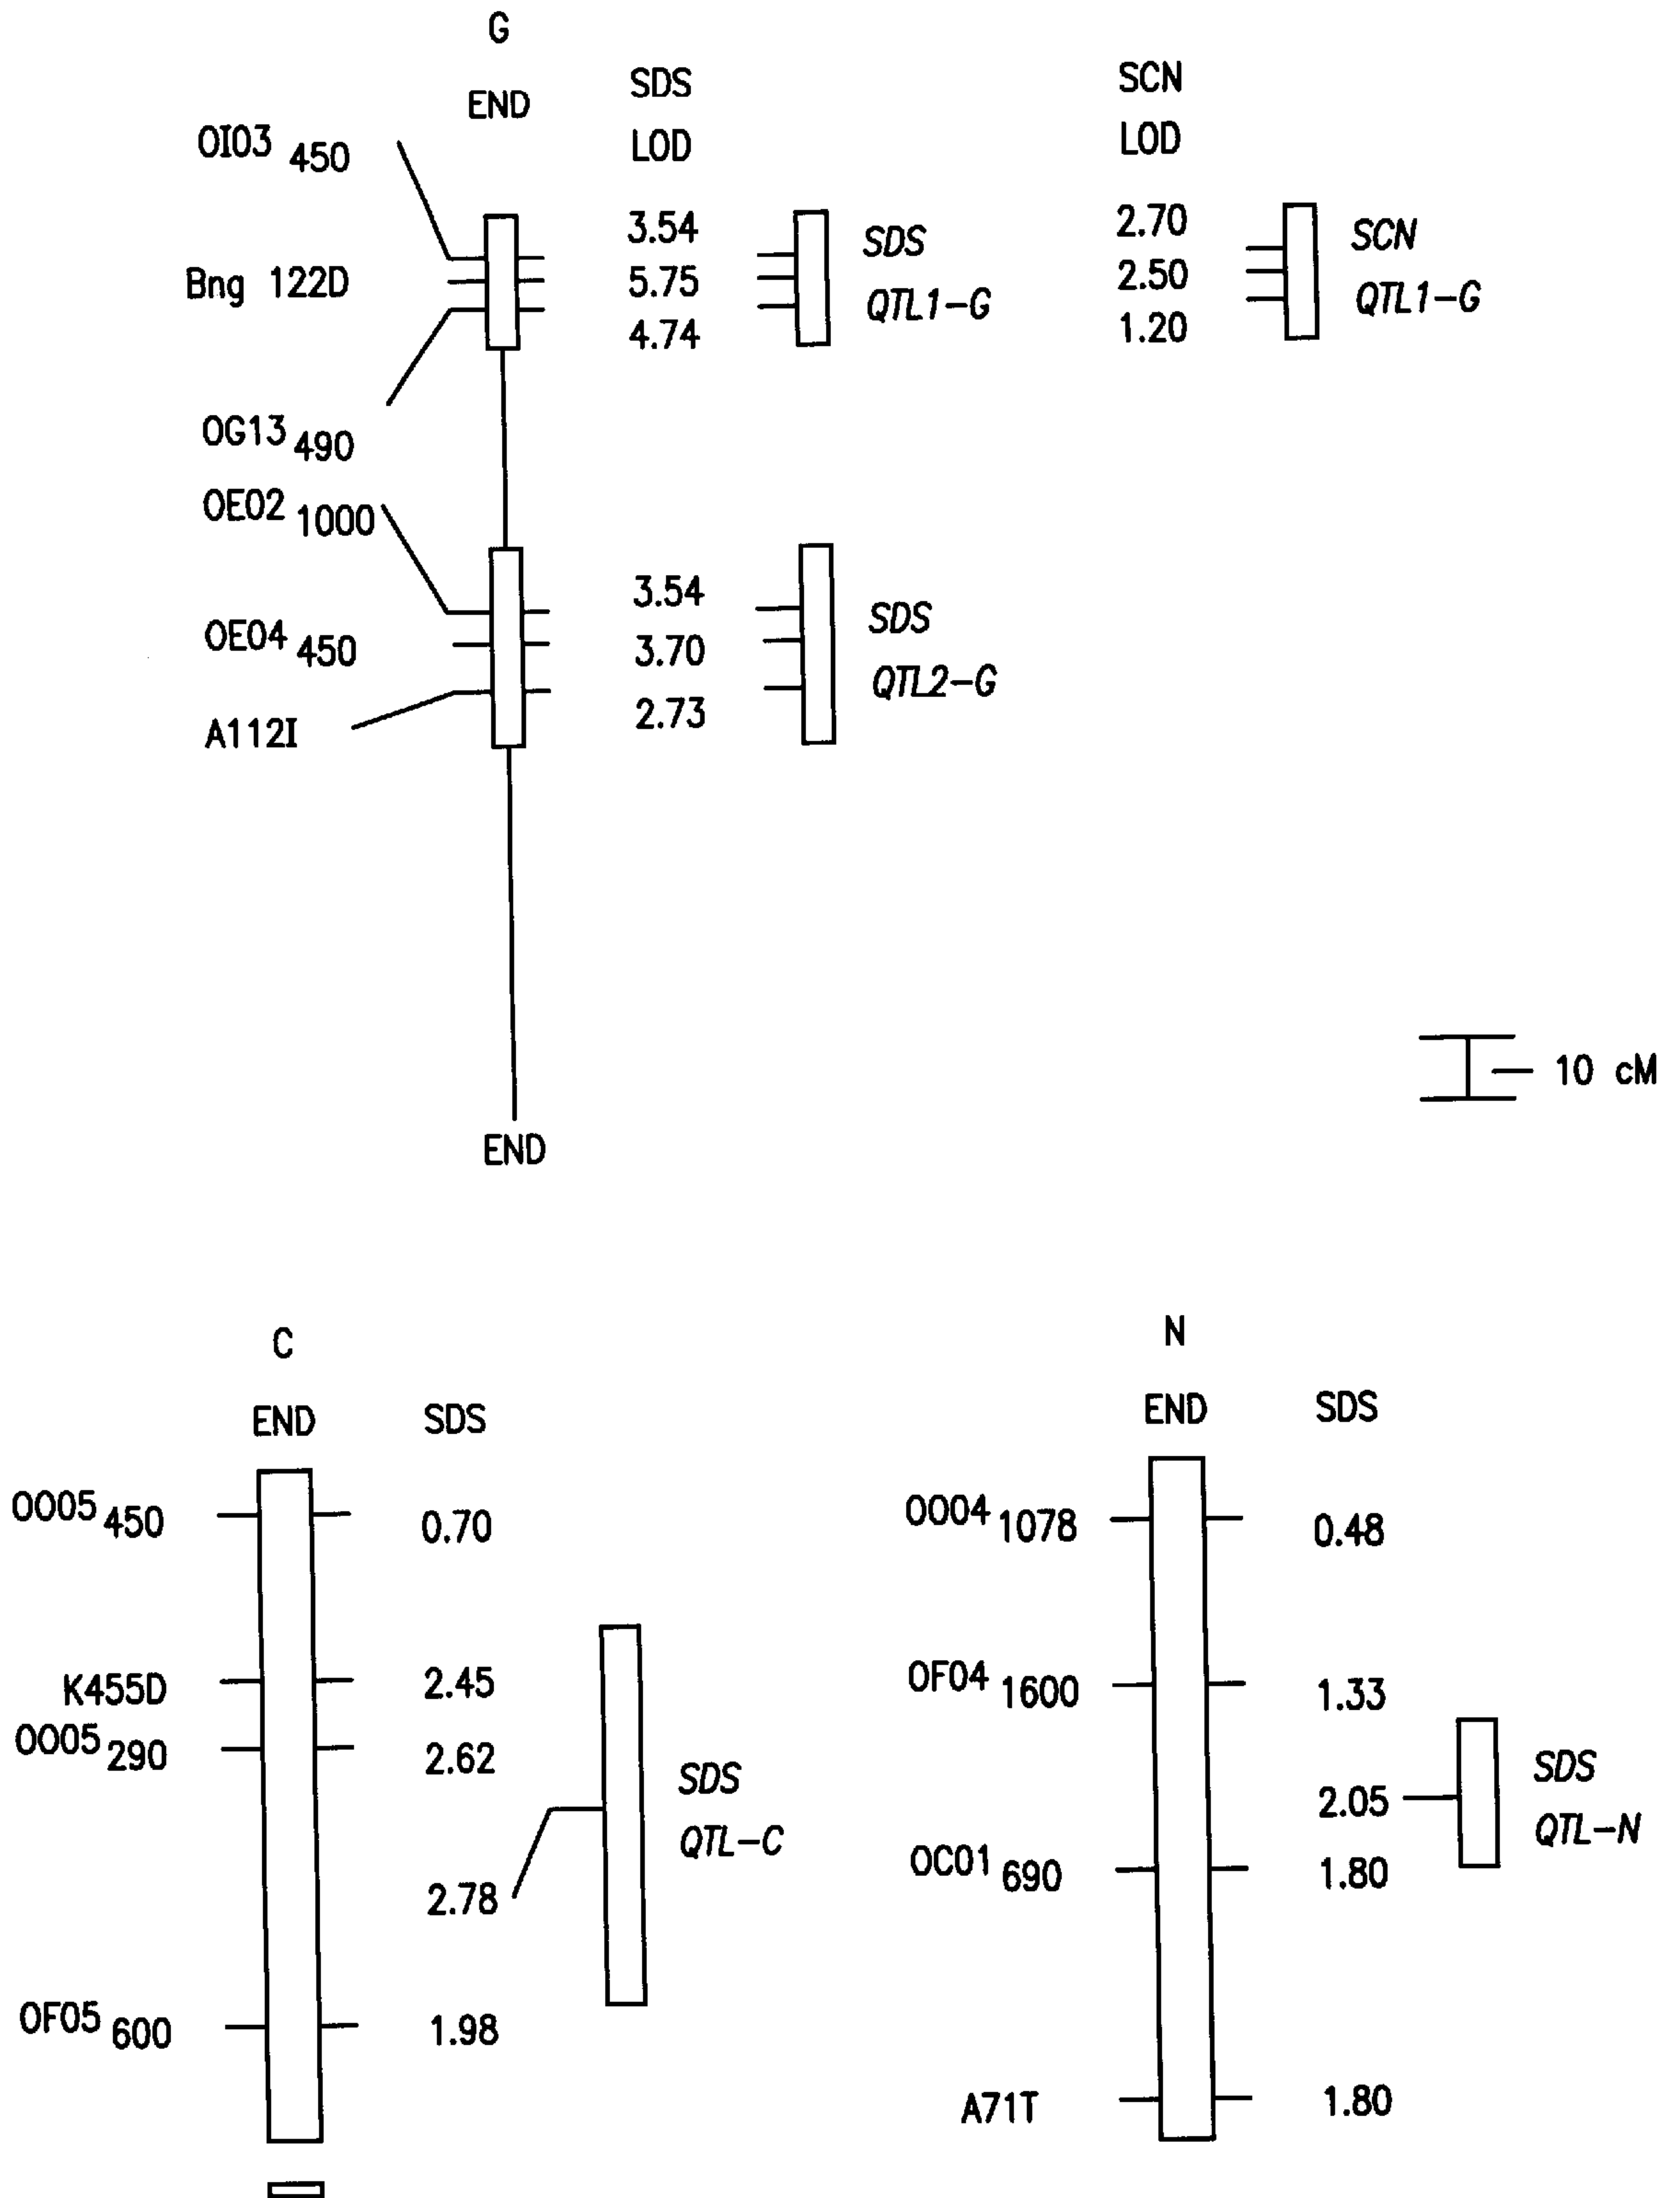 G
END
SDS
LOD
SCN
LOD
OI03 450
3.54
2.70
SDS
SCN
Bng 122D
5.75
2.50
QTL1-G
QTL1-G
4.74
1.20
OG13 490
OE02 1000
3.54
SDS
OE04 450
3.70
QTL2-G
A112I
2.73
10 cM
END
C
END
SDS
OO05 450
0.70
K455D
2.45
OO05 290
2.62
SDS
QTL-C
2.78
OF05 600
1.98
N
END
SDS
OO04 1078
0.48
OF04 1600
1.33
SDS
2.05
QTL-N
OC01 690
1.80
A71T
1.80